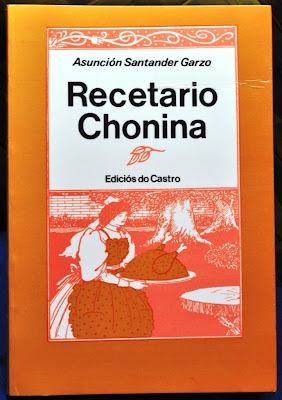 Asunción Santander Garzo
Recetario
Chonina
Ediciós do Castro